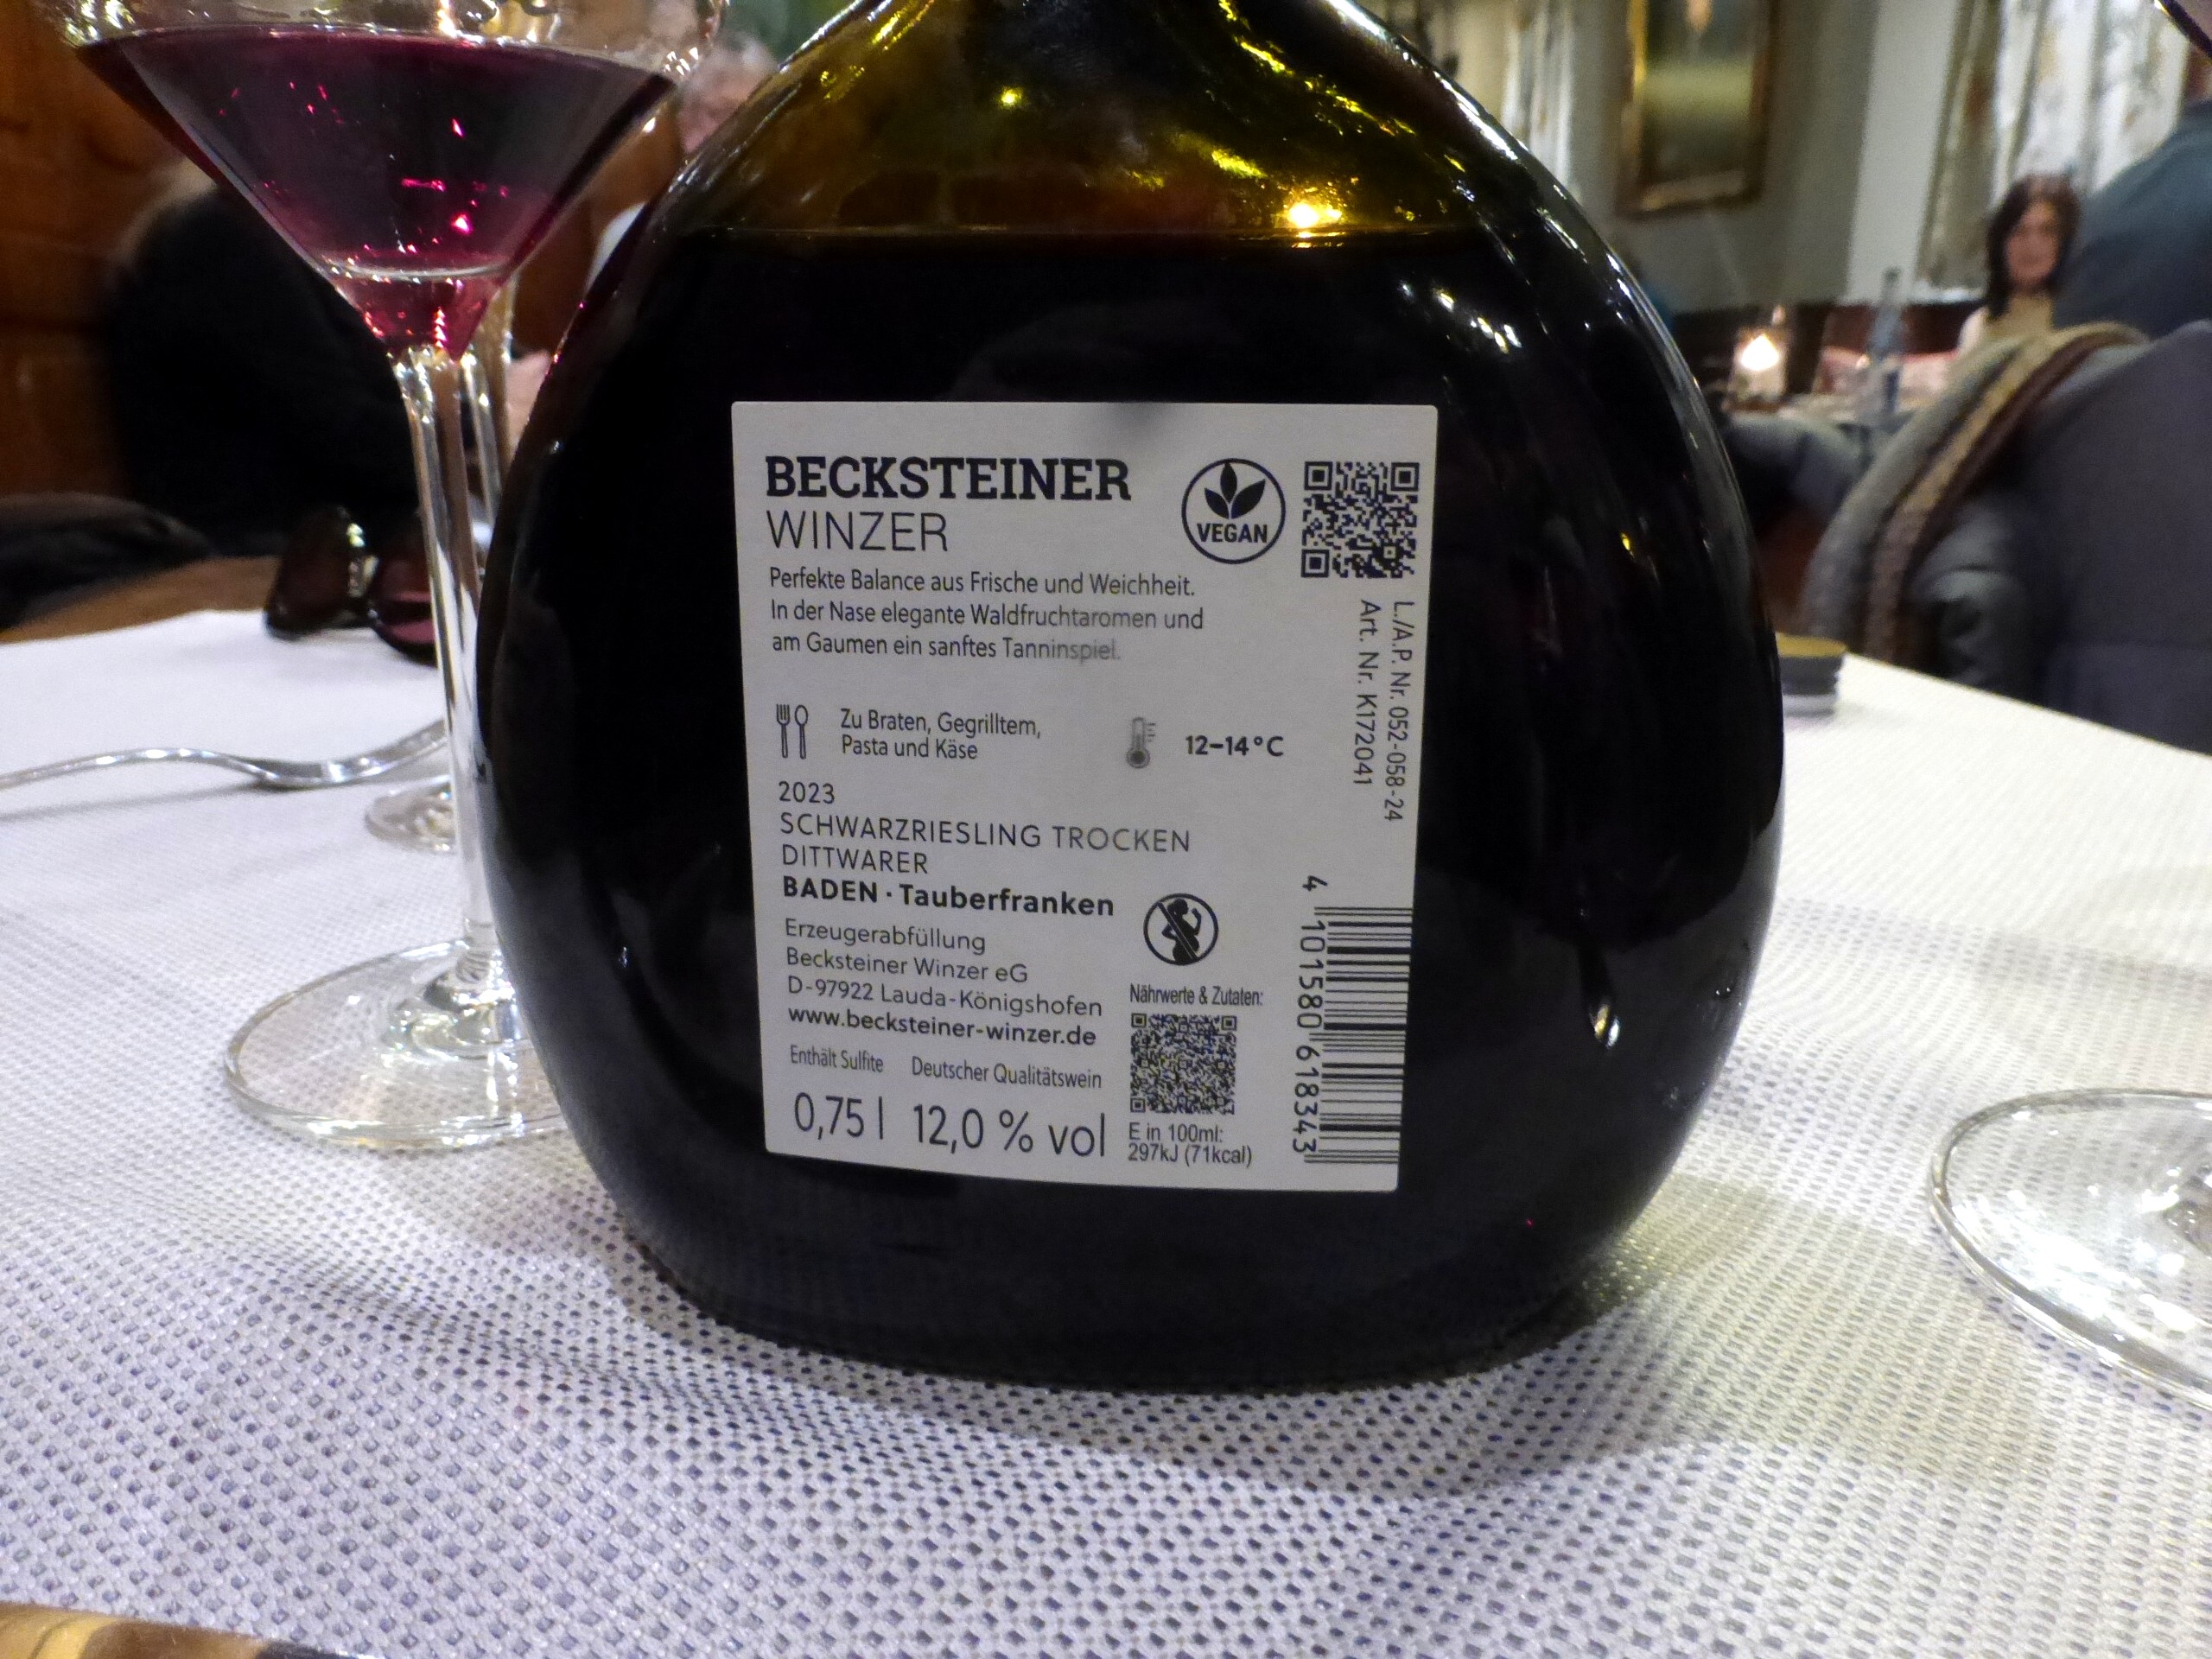 BECKSTEINER
WINZER
VEGAN
Perfekte Balance aus Frische und Weichheit.
In der Nase elegante Waldfruchtaromen und
am Gaumen ein sanftes Tanninspiel.
Zu Braten, Gegrilltem,
Pasta und Käse
12–14°C
L./A.P. Nr. 052-058-24
Art. Nr. K172041
2023
SCHWARZRIESLING TROCKEN
DITTWARER
BADEN · Tauberfranken
Erzeugerabfüllung
Becksteiner Winzer eG
D-97922 Lauda-Königshofen
www.becksteiner-winzer.de
Enthält Sulfite Deutscher Qualitätswein
0,75 l 12,0 % vol
Nährwerte & Zutaten:
E in 100ml:
297kJ (71kcal)
4 101580 618343